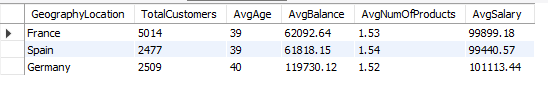 GeographyLocation TotalCustomers AvgAge AvgBalance AvgNumOfProducts AvgSalary
France 5014 39 62092.64 1.53 99899.18
Spain 2477 39 61818.15 1.54 99440.57
Germany 2509 40 119730.12 1.52 101113.44